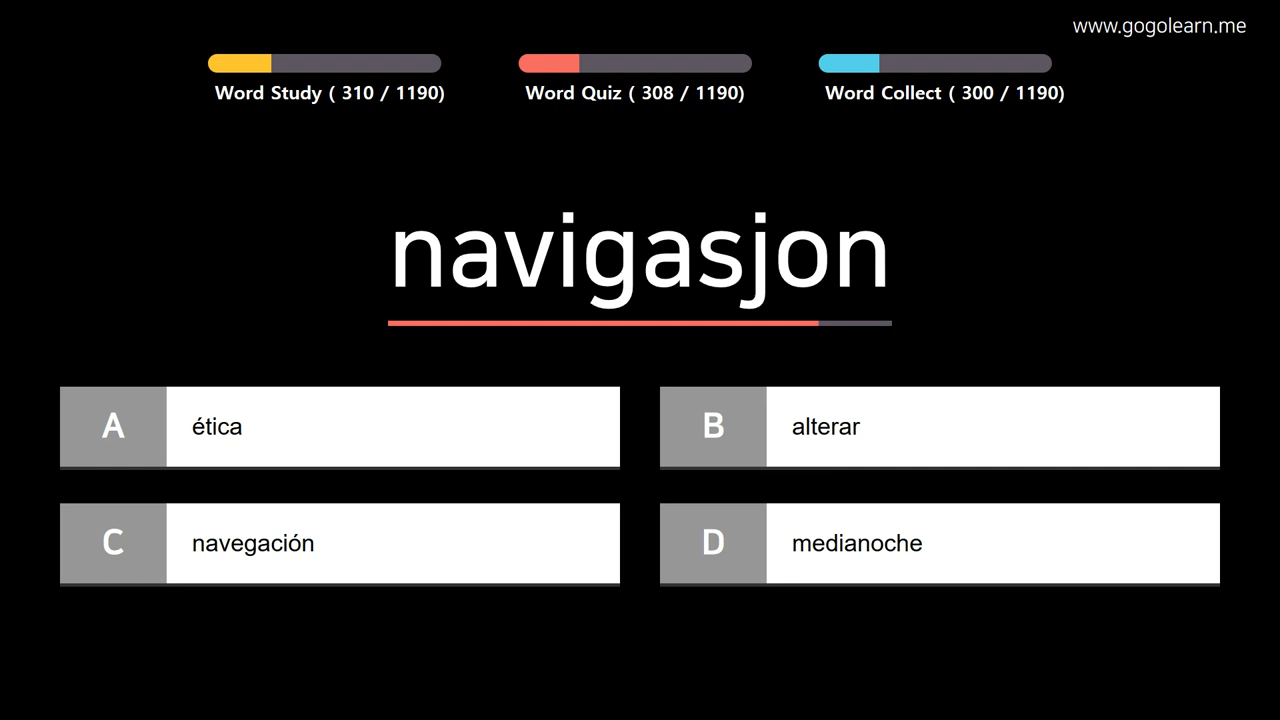 www.gogolearn.me
Word Study ( 310 / 1190)
Word Quiz ( 308 / 1190)
Word Collect ( 300 / 1190)
navigasjon
A
ética
B
alterar
C
navegación
D
medianoche